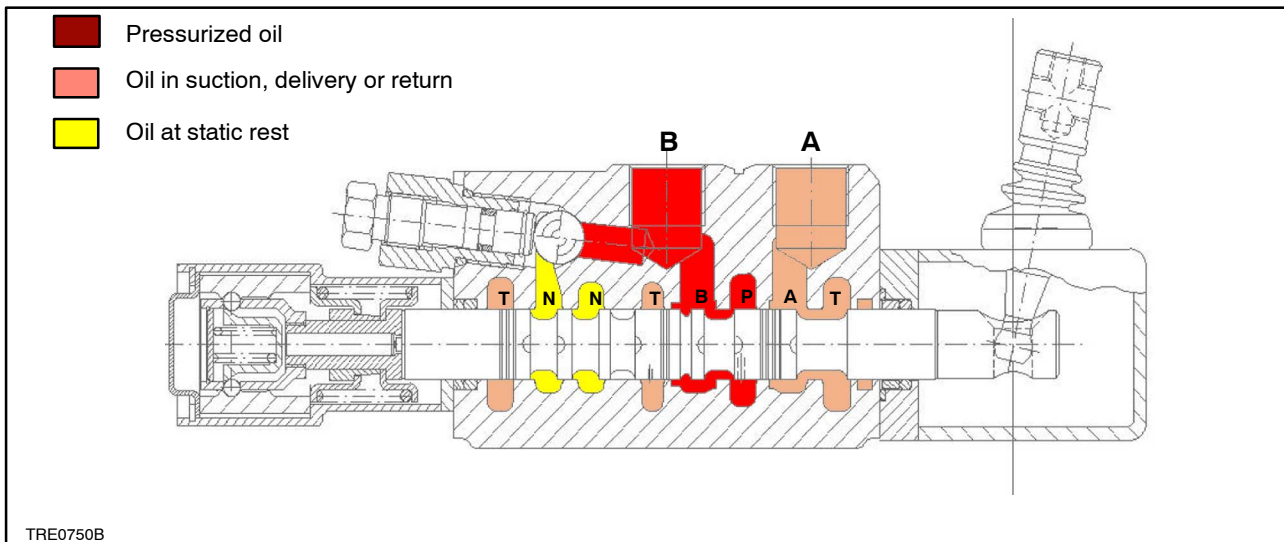 Pressurized oil
Oil in suction, delivery or return
Oil at static rest
B A
T N N T B P A T
TRE0750B